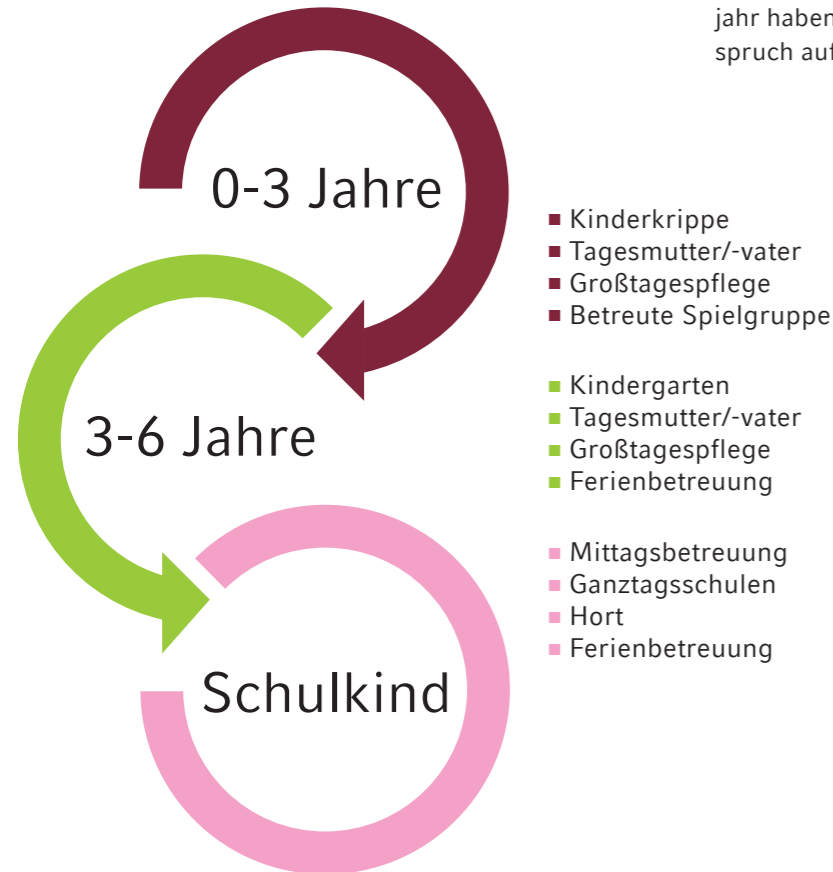 jahr haben
spruch auf
0-3 Jahre
Kinderkrippe
Tagesmutter/-vater
Großtagespflege
Betreute Spielgruppe
3-6 Jahre
Kindergarten
Tagesmutter/-vater
Großtagespflege
Ferienbetreuung
Schulkind
Mittagsbetreuung
Ganztagsschulen
Hort
Ferienbetreuung